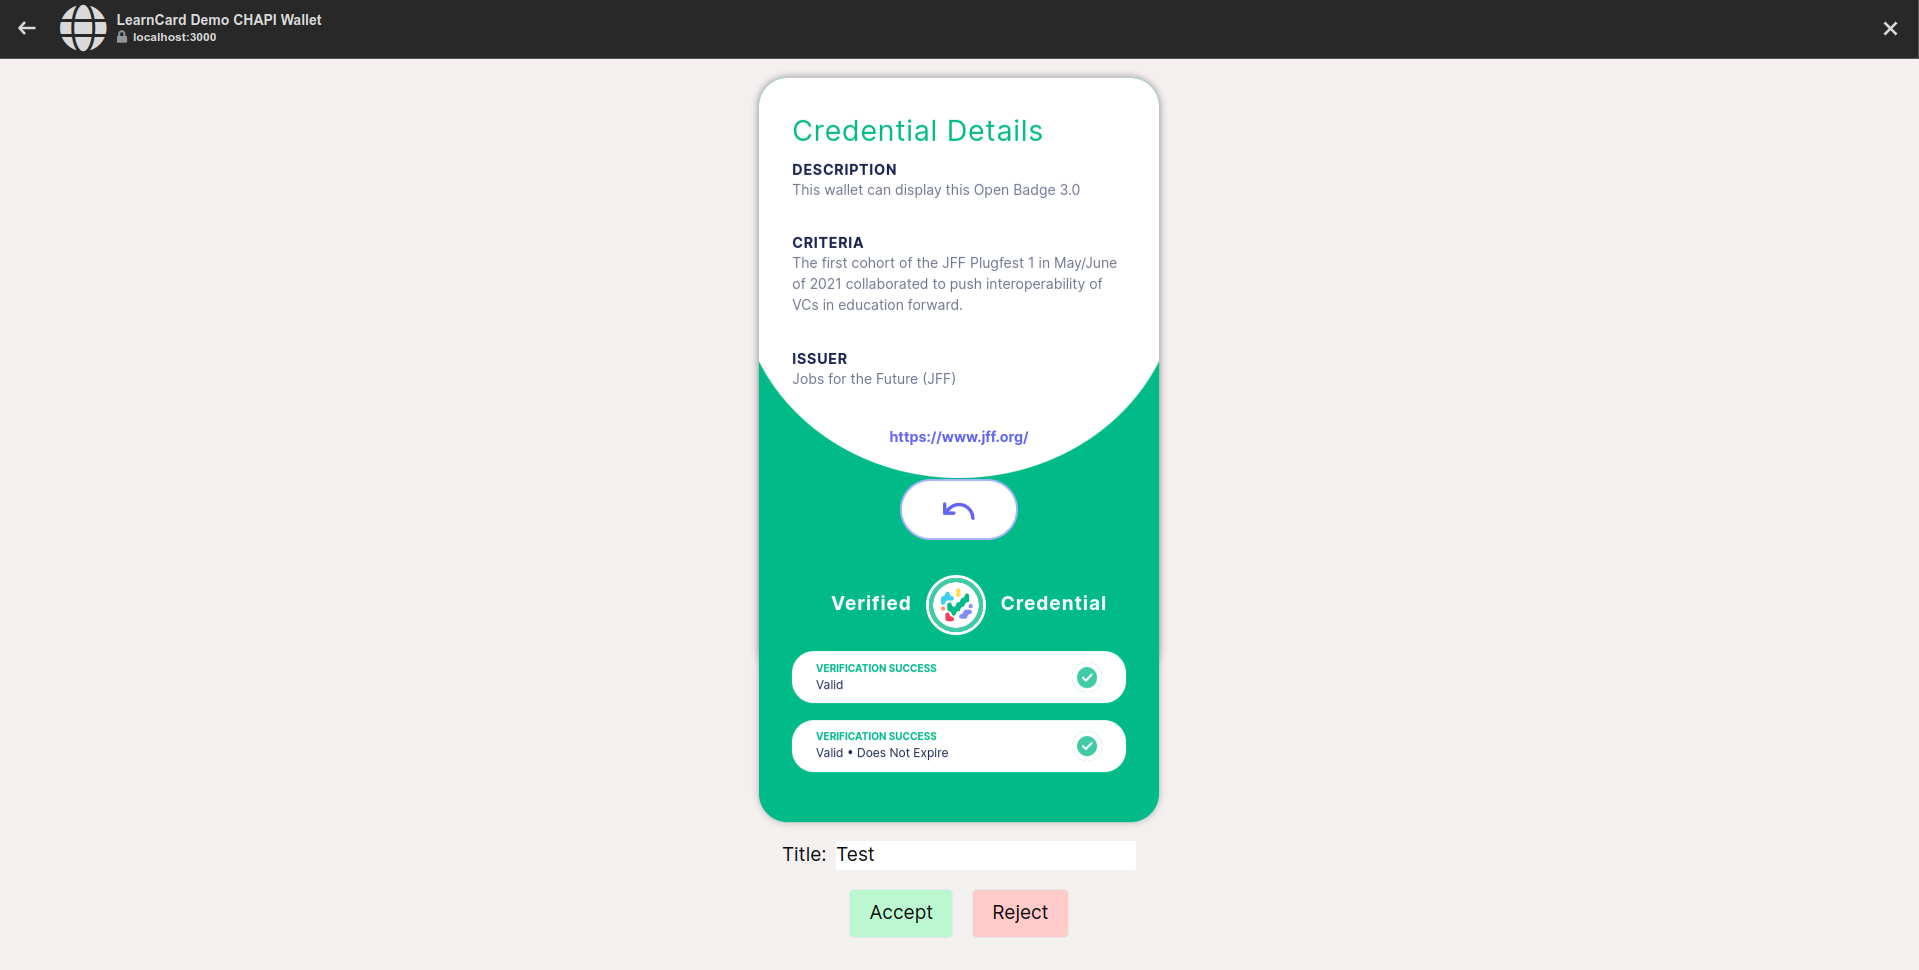 LearnCard Demo CHAPI Wallet
localhost:3000
Credential Details
DESCRIPTION
This wallet can display this Open Badge 3.0
CRITERIA
The first cohort of the JFF Plugfest 1 in May/June
of 2021 collaborated to push interoperability of
VCs in education forward.
ISSUER
Jobs for the Future (JFF)
https://www.jff.org/
Verified Credential
VERIFICATION SUCCESS
Valid
VERIFICATION SUCCESS
Valid • Does Not Expire
Title: Test
Accept Reject